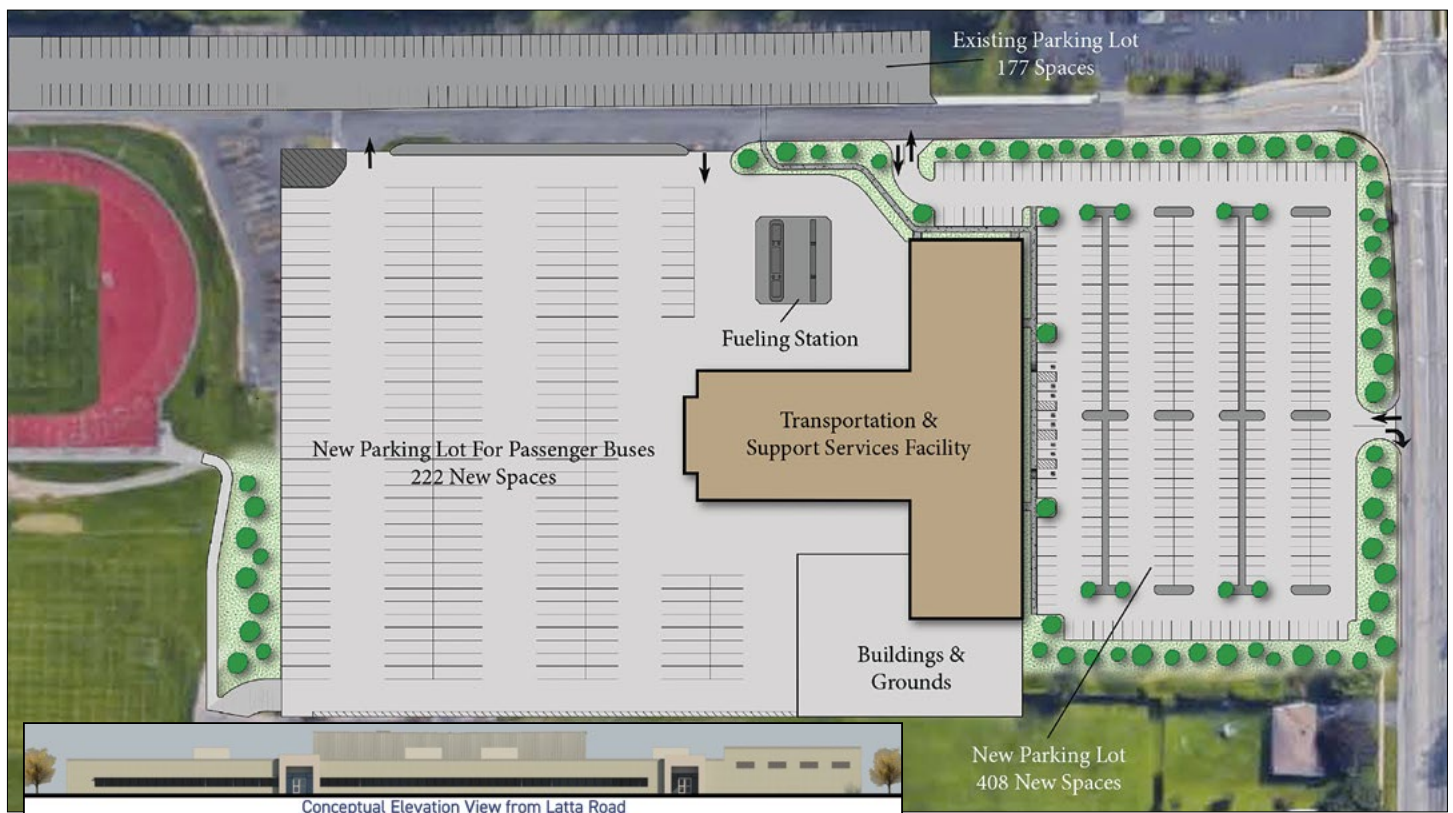 Existing Parking Lot
177 Spaces
Fueling Station
Transportation &
Support Services Facility
New Parking Lot For Passenger Buses
222 New Spaces
Buildings &
Grounds
New Parking Lot
408 New Spaces
Conceptual Elevation View from Latta Road